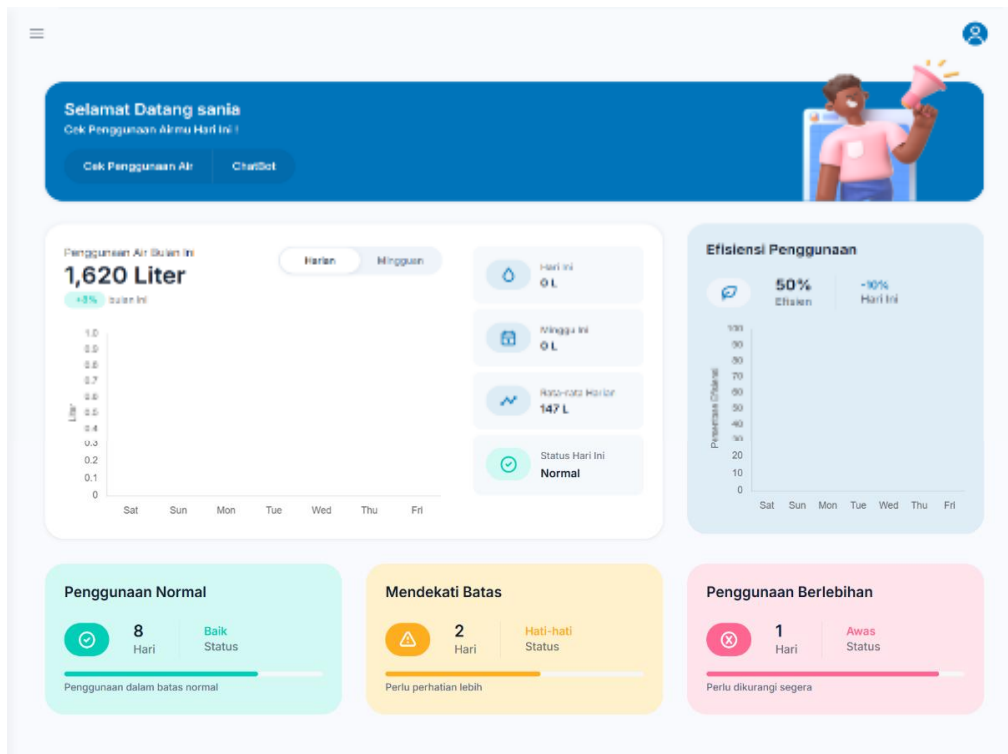 Selamat Datang sania
Cek Penggunaan Airmu Hari Ini !
Cek Penggunaan Air
ChatBot
Penggunaan Air Bulan Ini
1,620 Liter
+8% bulan ini
Harian
Mingguan
1.0
0.9
0.8
0.7
0.6
0.5
0.4
0.3
0.2
0.1
0
Liter
Sat Sun Mon Tue Wed Thu Fri
Hari Ini
0 L
Minggu Ini
0 L
Rata-rata Harian
147 L
Status Hari Ini
Normal
Efisiensi Penggunaan
50%
Efisien
-10%
Hari Ini
100
90
80
70
60
50
40
30
20
10
0
Persentase Efisiensi
Sat Sun Mon Tue Wed Thu Fri
Penggunaan Normal
8
Hari
Baik
Status
Penggunaan dalam batas normal
Mendekati Batas
2
Hari
Hati-hati
Status
Perlu perhatian lebih
Penggunaan Berlebihan
1
Hari
Awas
Status
Perlu dikurangi segera